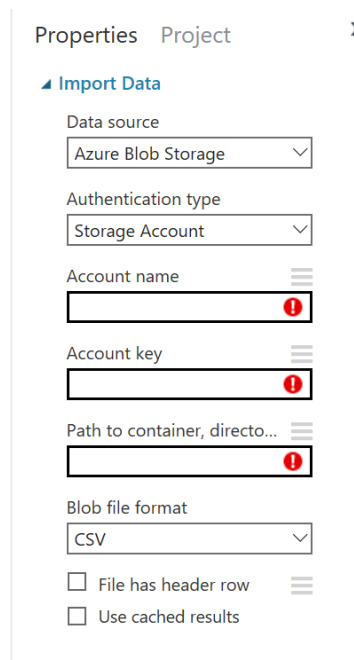 Properties Project
Import Data
Data source
Azure Blob Storage
Authentication type
Storage Account
Account name
Account key
Path to container, directo...
Blob file format
CSV
File has header row
Use cached results